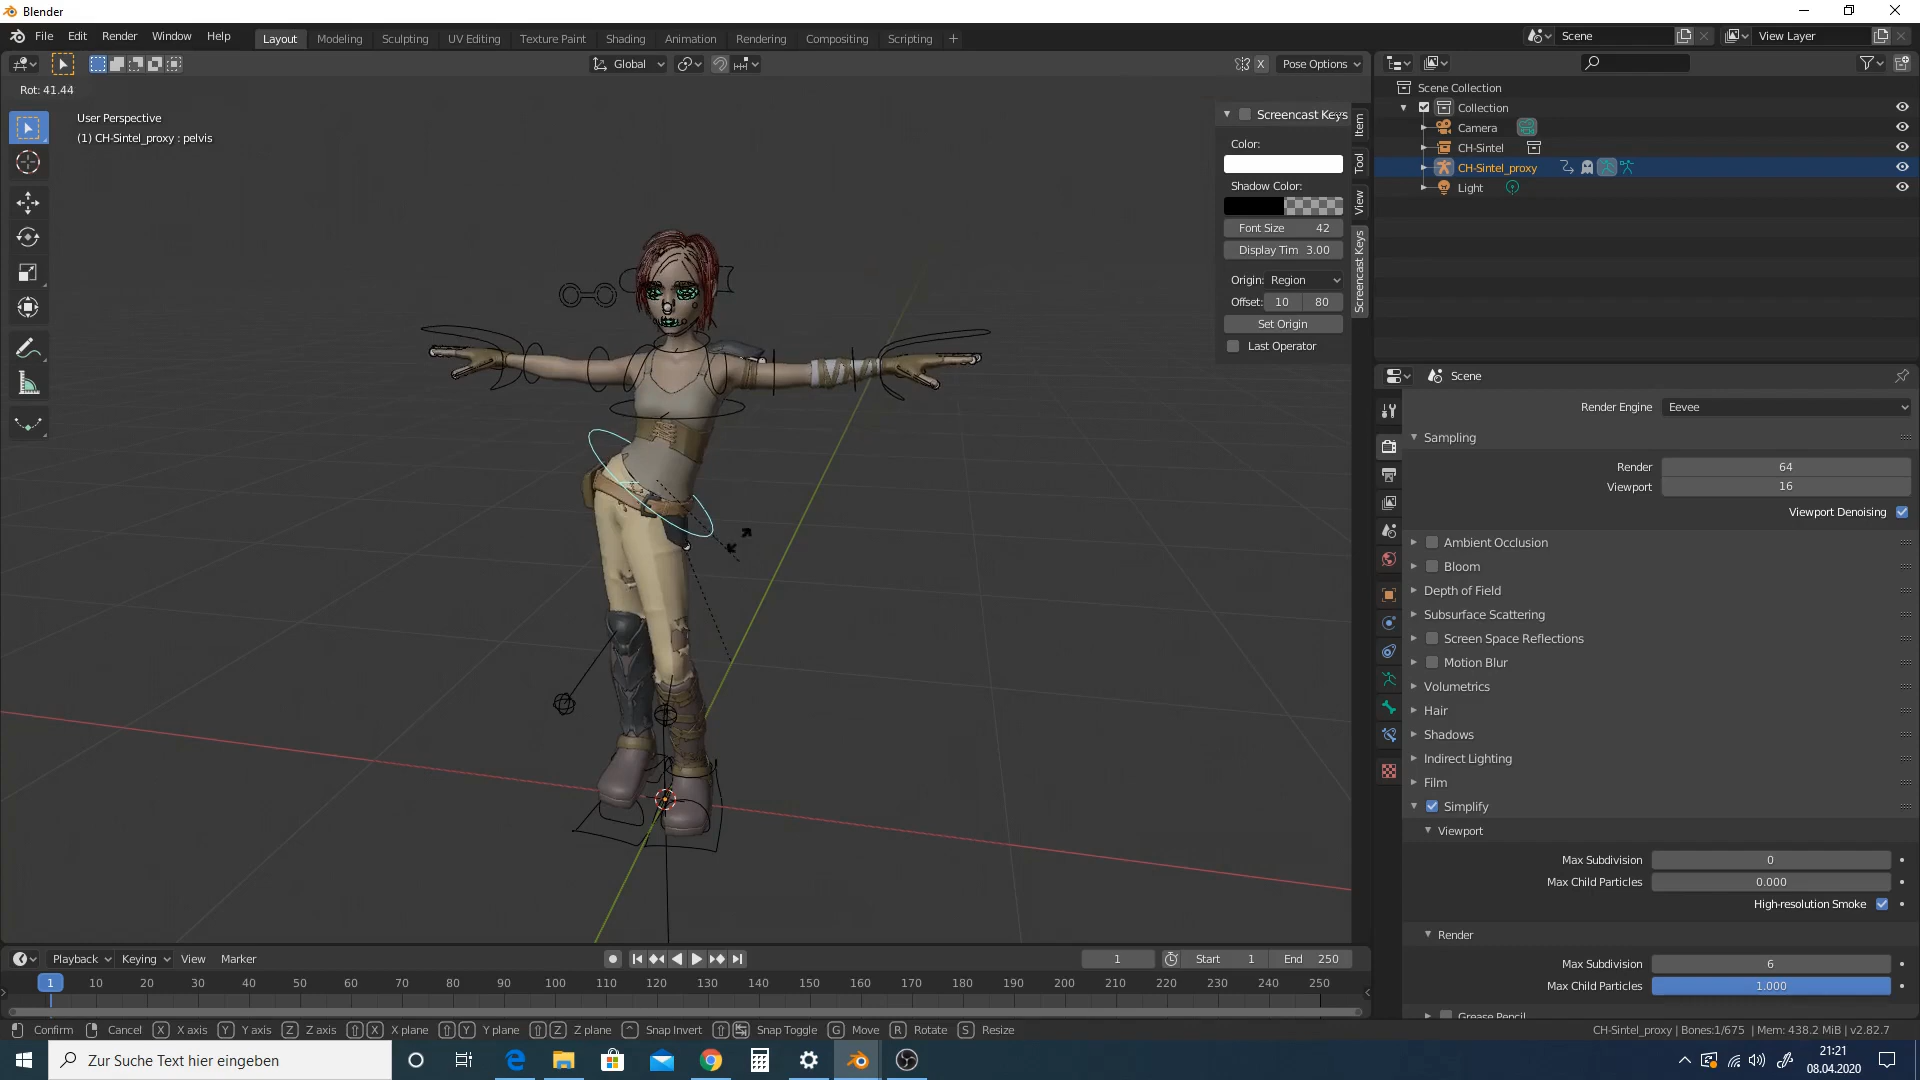 Blender
File Edit Render Window Help
Layout Modeling Sculpting UV Editing Texture Paint Shading Animation Rendering Compositing Scripting +
Scene
View Layer
Global
X
Pose Options
Rot: 41.44
User Perspective
(1) CH-Sintel_proxy : pelvis
Screencast Keys
Color:
Shadow Color:
Font Size 42
Display Tim 3.00
Origin: Region
Offset: 10 80
Set Origin
Last Operator
Item
Tool
View
Screencast Keys
Scene Collection
Collection
Camera
CH-Sintel
CH-Sintel_proxy
Light
Scene
Render Engine Eevee
Sampling
Render 64
Viewport 16
Viewport Denoising
Ambient Occlusion
Bloom
Depth of Field
Subsurface Scattering
Screen Space Reflections
Motion Blur
Volumetrics
Hair
Shadows
Indirect Lighting
Film
Simplify
Viewport
Max Subdivision 0
Max Child Particles 0.000
High-resolution Smoke
Render
Max Subdivision 6
Max Child Particles 1.000
Grease Pencil
Playback Keying View Marker
1 Start 1 End 250
1 10 20 30 40 50 60 70 80 90 100 110 120 130 140 150 160 170 180 190 200 210 220 230 240 250
Confirm Cancel X X axis Y Y axis Z Z axis X X plane Y Y plane Z Z plane ^ Snap Invert Snap Toggle G Move R Rotate S Resize
CH-Sintel_proxy | Bones:1/675 | Mem: 438.2 MiB | v2.82.7
Zur Suche Text hier eingeben
21:21
08.04.2020